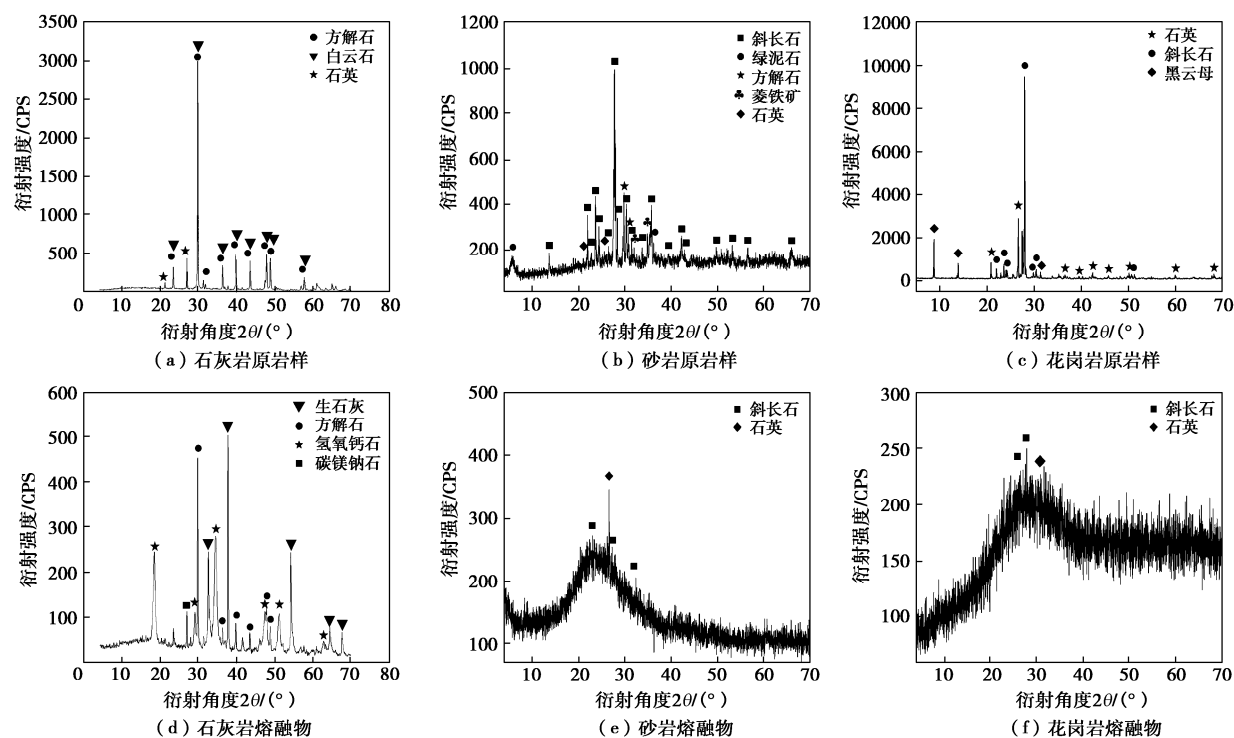 3500
3000
2500
2000
1500
1000
500
0 10 20 30 40 50 60 70 80
衍射强度/CPS
方解石
白云石
石英
衍射角度2θ/(°)
(a)石灰岩原岩样
1200
1000
800
600
400
200
10 20 30 40 50 60 70
衍射强度/CPS
斜长石
绿泥石
方解石
菱铁矿
石英
衍射角度2θ/(°)
(b)砂岩原岩样
12000
10000
8000
6000
4000
2000
0
10 20 30 40 50 60 70
衍射强度/CPS
石英
斜长石
黑云母
衍射角度2θ/(°)
(c)花岗岩原岩样
600
500
400
300
200
100
0 10 20 30 40 50 60 70 80
衍射强度/CPS
生石灰
方解石
氢氧钙石
碳镁钠石
衍射角度2θ/(°)
(d)石灰岩熔融物
500
400
300
200
100
10 20 30 40 50 60 70
衍射强度/CPS
斜长石
石英
衍射角度2θ/(°)
(e)砂岩熔融物
300
250
200
150
100
10 20 30 40 50 60 70
衍射强度/CPS
斜长石
石英
衍射角度2θ/(°)
(f)花岗岩熔融物